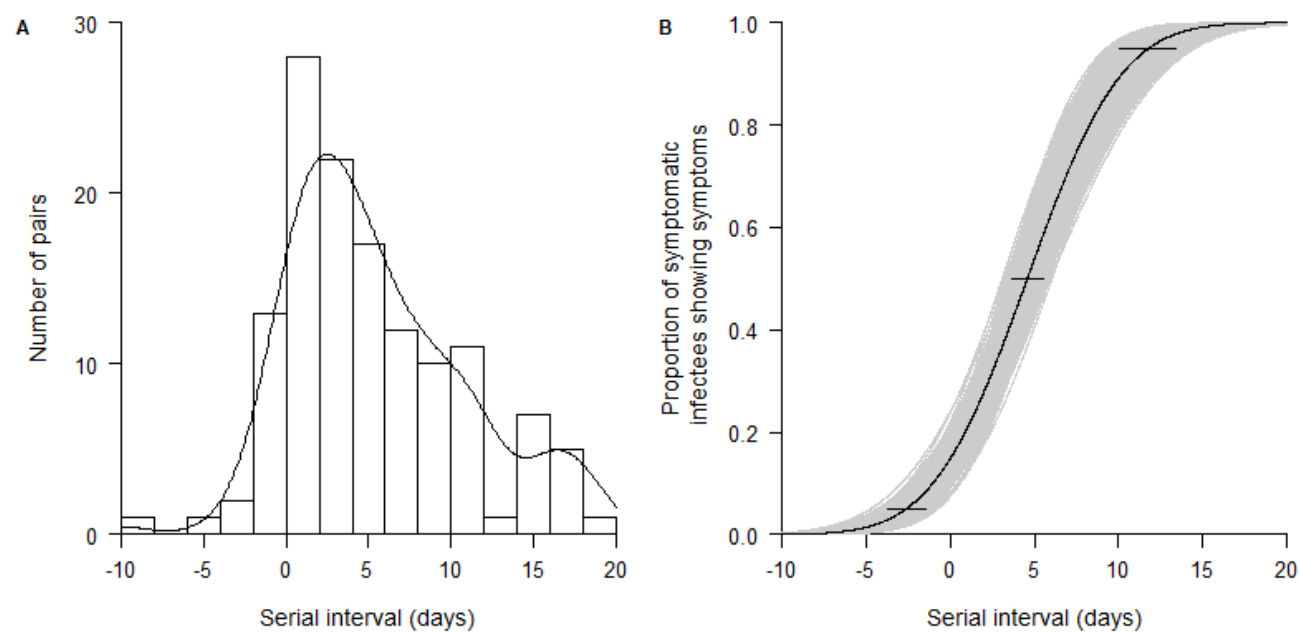 A
30
20
10
0
Number of pairs
-10 -5 0 5 10 15 20
Serial interval (days)
B
1.0
0.8
0.6
0.4
0.2
0.0
Proportion of symptomatic
infectees showing symptoms
-10 -5 0 5 10 15 20
Serial interval (days)